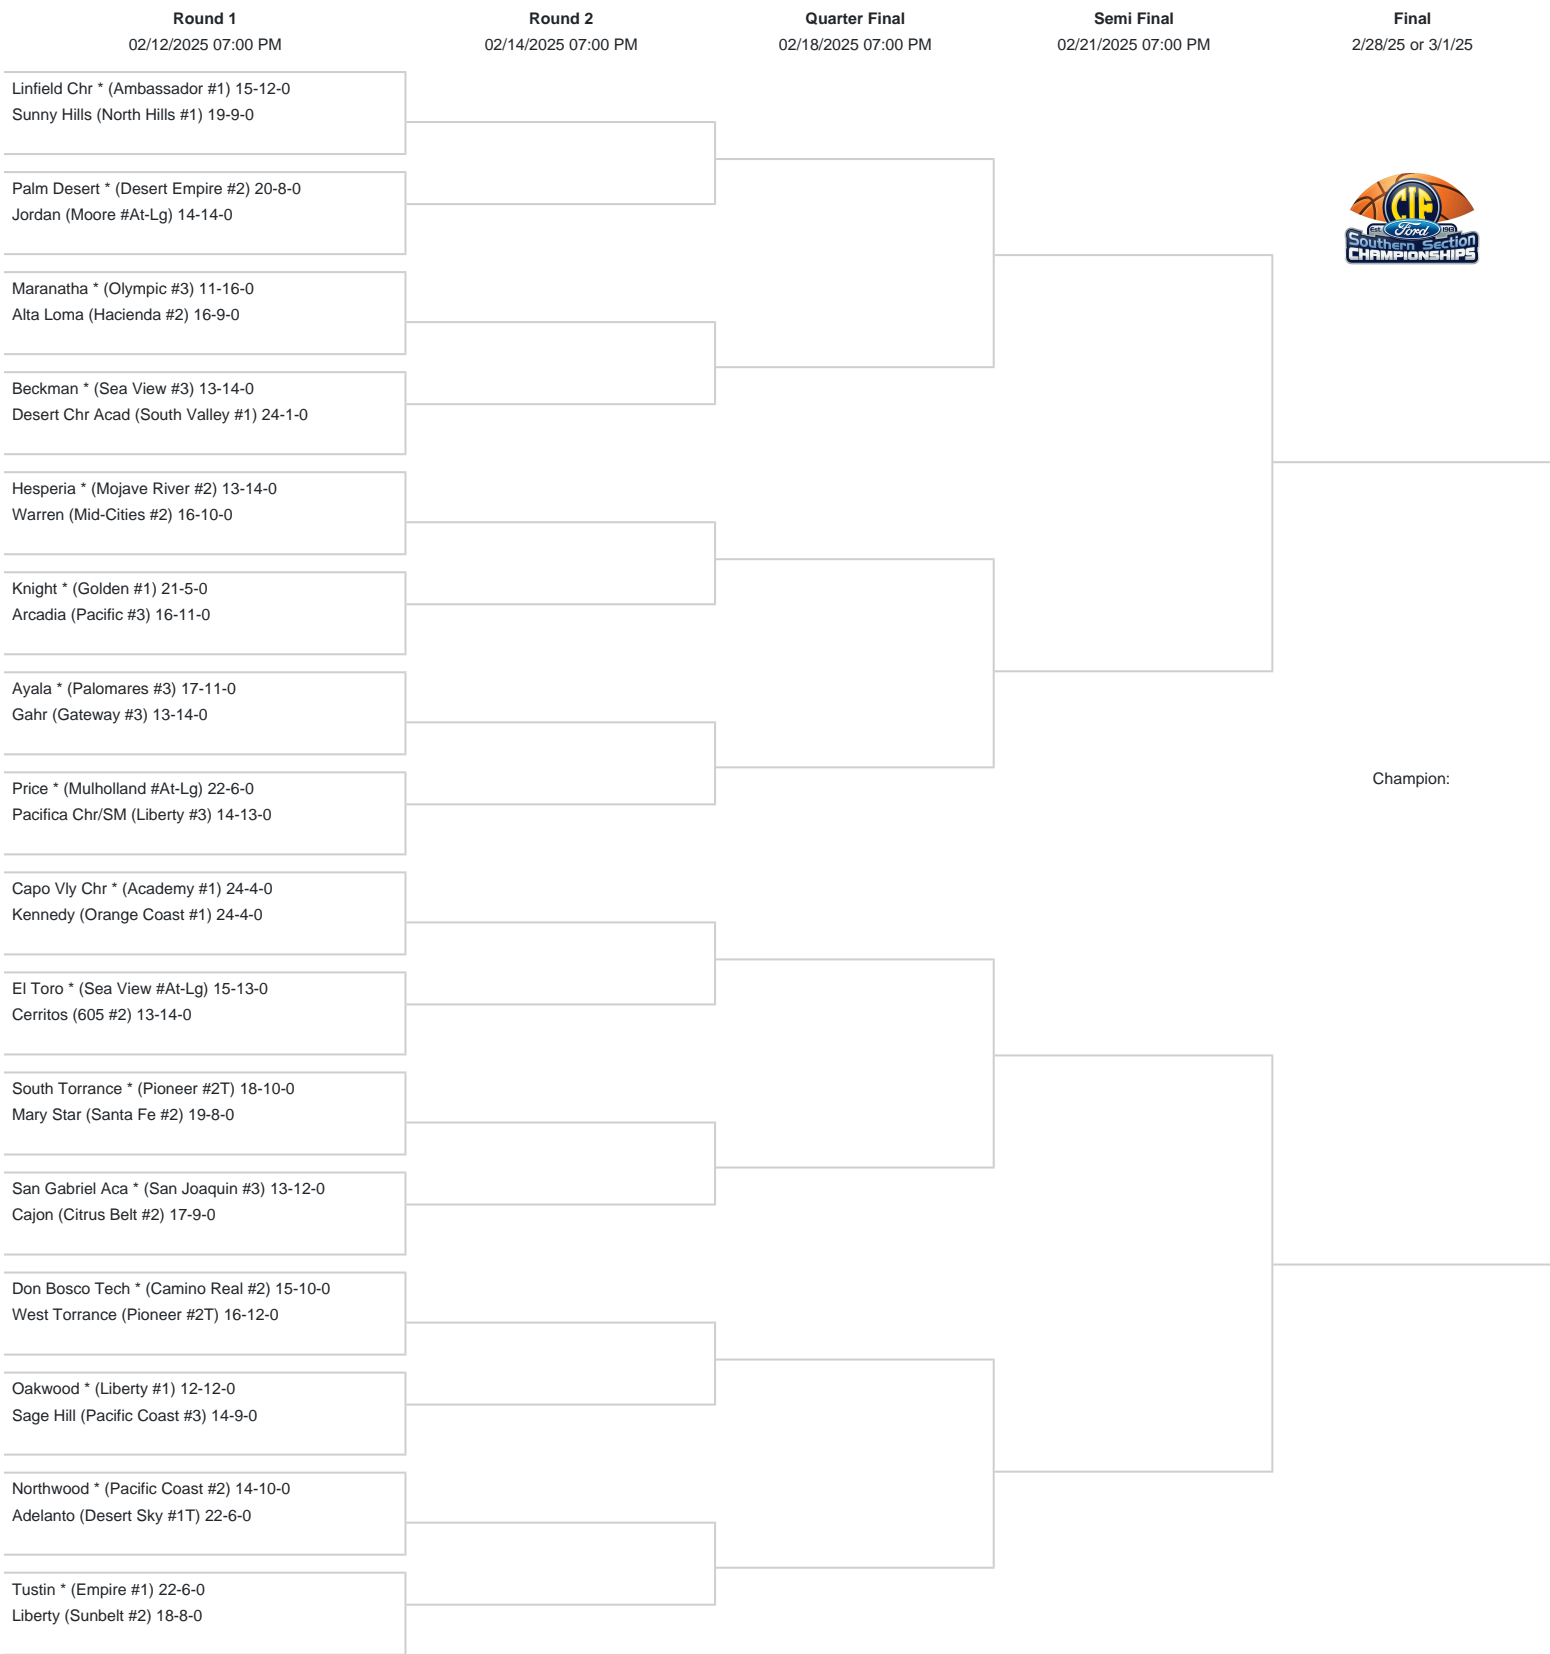 Round 1
02/12/2025 07:00 PM
Round 2
02/14/2025 07:00 PM
Quarter Final
02/18/2025 07:00 PM
Semi Final
02/21/2025 07:00 PM
Final
2/28/25 or 3/1/25
Linfield Chr * (Ambassador #1) 15-12-0
Sunny Hills (North Hills #1) 19-9-0
Palm Desert * (Desert Empire #2) 20-8-0
Jordan (Moore #At-Lg) 14-14-0
Maranatha * (Olympic #3) 11-16-0
Alta Loma (Hacienda #2) 16-9-0
Beckman * (Sea View #3) 13-14-0
Desert Chr Acad (South Valley #1) 24-1-0
Hesperia * (Mojave River #2) 13-14-0
Warren (Mid-Cities #2) 16-10-0
Knight * (Golden #1) 21-5-0
Arcadia (Pacific #3) 16-11-0
Ayala * (Palomares #3) 17-11-0
Gahr (Gateway #3) 13-14-0
Price * (Mulholland #At-Lg) 22-6-0
Pacifica Chr/SM (Liberty #3) 14-13-0
Capo Vly Chr * (Academy #1) 24-4-0
Kennedy (Orange Coast #1) 24-4-0
El Toro * (Sea View #At-Lg) 15-13-0
Cerritos (605 #2) 13-14-0
South Torrance * (Pioneer #2T) 18-10-0
Mary Star (Santa Fe #2) 19-8-0
San Gabriel Aca * (San Joaquin #3) 13-12-0
Cajon (Citrus Belt #2) 17-9-0
Don Bosco Tech * (Camino Real #2) 15-10-0
West Torrance (Pioneer #2T) 16-12-0
Oakwood * (Liberty #1) 12-12-0
Sage Hill (Pacific Coast #3) 14-9-0
Northwood * (Pacific Coast #2) 14-10-0
Adelanto (Desert Sky #1T) 22-6-0
Tustin * (Empire #1) 22-6-0
Liberty (Sunbelt #2) 18-8-0
CIF
Est. 1913
Ford
Southern Section
CHAMPIONSHIPS
Champion: